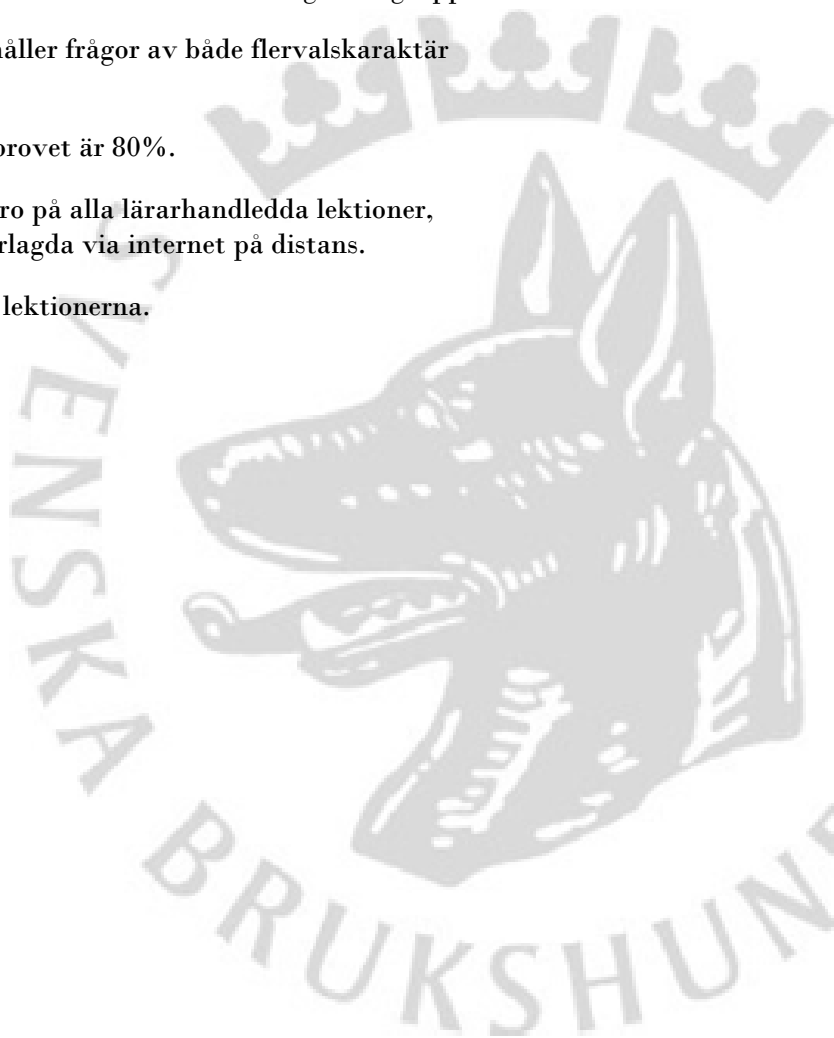 håller frågor av både flervalskaraktär
provet är 80%.
ro på alla lärarhandledda lektioner,
rlagda via internet på distans.
lektionerna.
SVENSKA BRUKSHUN